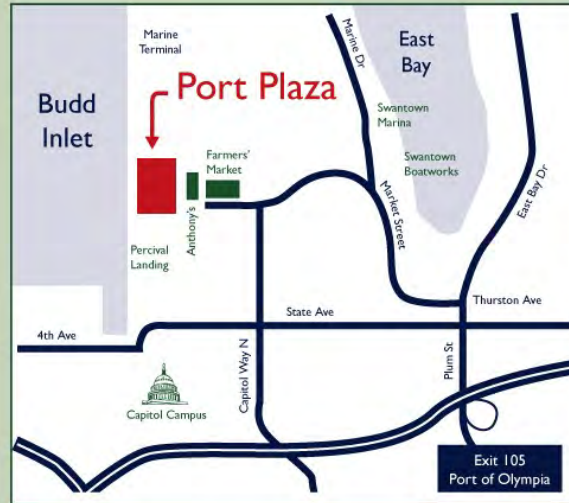 Marine
Terminal
Port Plaza
Budd
Inlet
East
Bay
Marine Dr
Swantown
Marina
Swantown
Boatworks
Farmers'
Market
Anthony's
Percival
Landing
Market Street
East Bay Dr
Thurston Ave
State Ave
4th Ave
Capitol Way N
Plum St
Capitol Campus
Exit 105
Port of Olympia